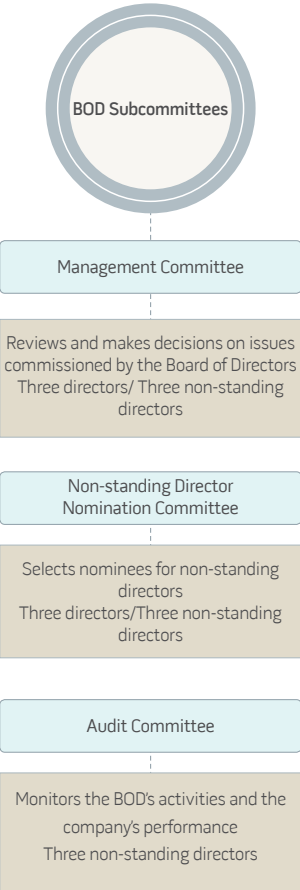 BOD Subcommittees
Management Committee
Reviews and makes decisions on issues
commissioned by the Board of Directors
Three directors/ Three non-standing
directors
Non-standing Director
Nomination Committee
Selects nominees for non-standing
directors
Three directors/Three non-standing
directors
Audit Committee
Monitors the BOD's activities and the
company's performance
Three non-standing directors